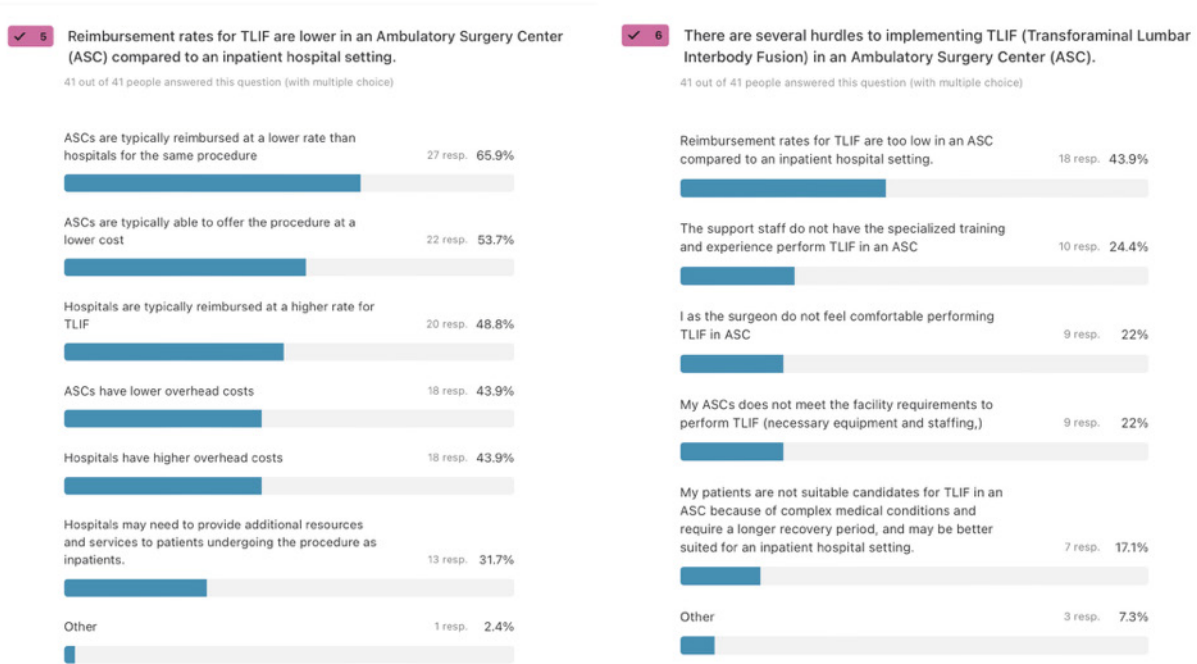 ✓ 5 Reimbursement rates for TLIF are lower in an Ambulatory Surgery Center
(ASC) compared to an inpatient hospital setting.
41 out of 41 people answered this question (with multiple choice)
ASCs are typically reimbursed at a lower rate than
hospitals for the same procedure 27 resp. 65.9%
ASCs are typically able to offer the procedure at a
lower cost 22 resp. 53.7%
Hospitals are typically reimbursed at a higher rate for
TLIF 20 resp. 48.8%
ASCs have lower overhead costs 18 resp. 43.9%
Hospitals have higher overhead costs 18 resp. 43.9%
Hospitals may need to provide additional resources
and services to patients undergoing the procedure as
inpatients. 13 resp. 31.7%
Other 1 resp. 2.4%
✓ 6 There are several hurdles to implementing TLIF (Transforaminal Lumbar
Interbody Fusion) in an Ambulatory Surgery Center (ASC).
41 out of 41 people answered this question (with multiple choice)
Reimbursement rates for TLIF are too low in an ASC
compared to an inpatient hospital setting. 18 resp. 43.9%
The support staff do not have the specialized training
and experience perform TLIF in an ASC 10 resp. 24.4%
I as the surgeon do not feel comfortable performing
TLIF in ASC 9 resp. 22%
My ASCs does not meet the facility requirements to
perform TLIF (necessary equipment and staffing,) 9 resp. 22%
My patients are not suitable candidates for TLIF in an
ASC because of complex medical conditions and
require a longer recovery period, and may be better
suited for an inpatient hospital setting. 7 resp. 17.1%
Other 3 resp. 7.3%